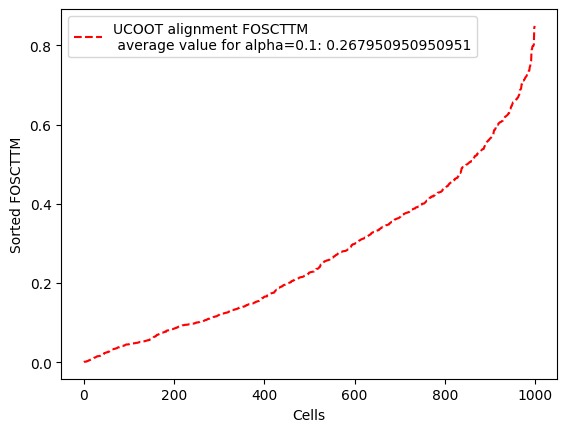 UCOOT alignment FOSCTTM
average value for alpha=0.1: 0.267950950950951
0.8
0.6
0.4
0.2
0.0
Sorted FOSCTTM
0 200 400 600 800 1000
Cells